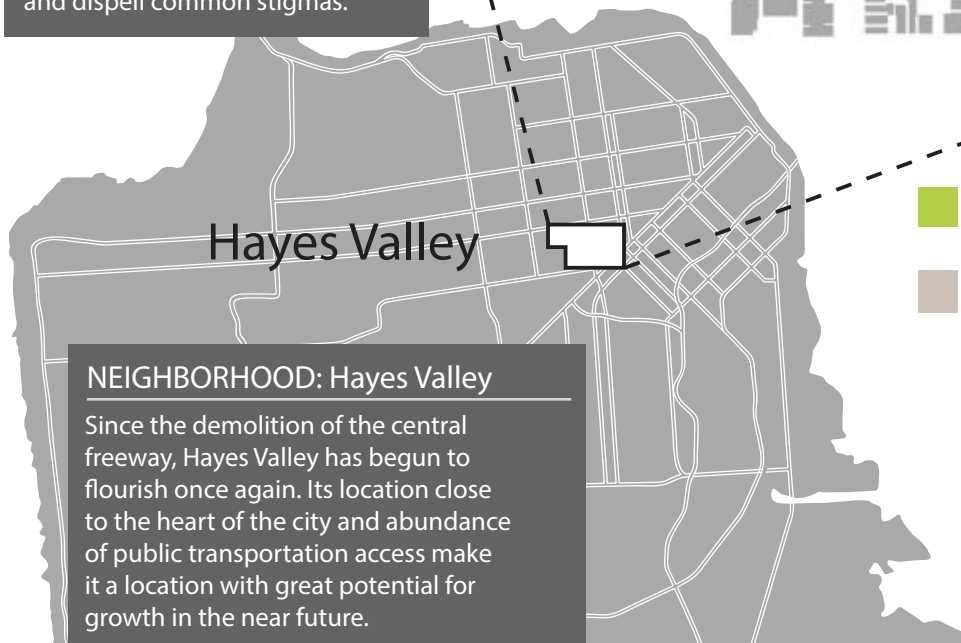 and dispell common stigmas.
Hayes Valley
NEIGHBORHOOD: Hayes Valley
Since the demolition of the central
freeway, Hayes Valley has begun to
flourish once again. Its location close
to the heart of the city and abundance
of public transportation access make
it a location with great potential for
growth in the near future.